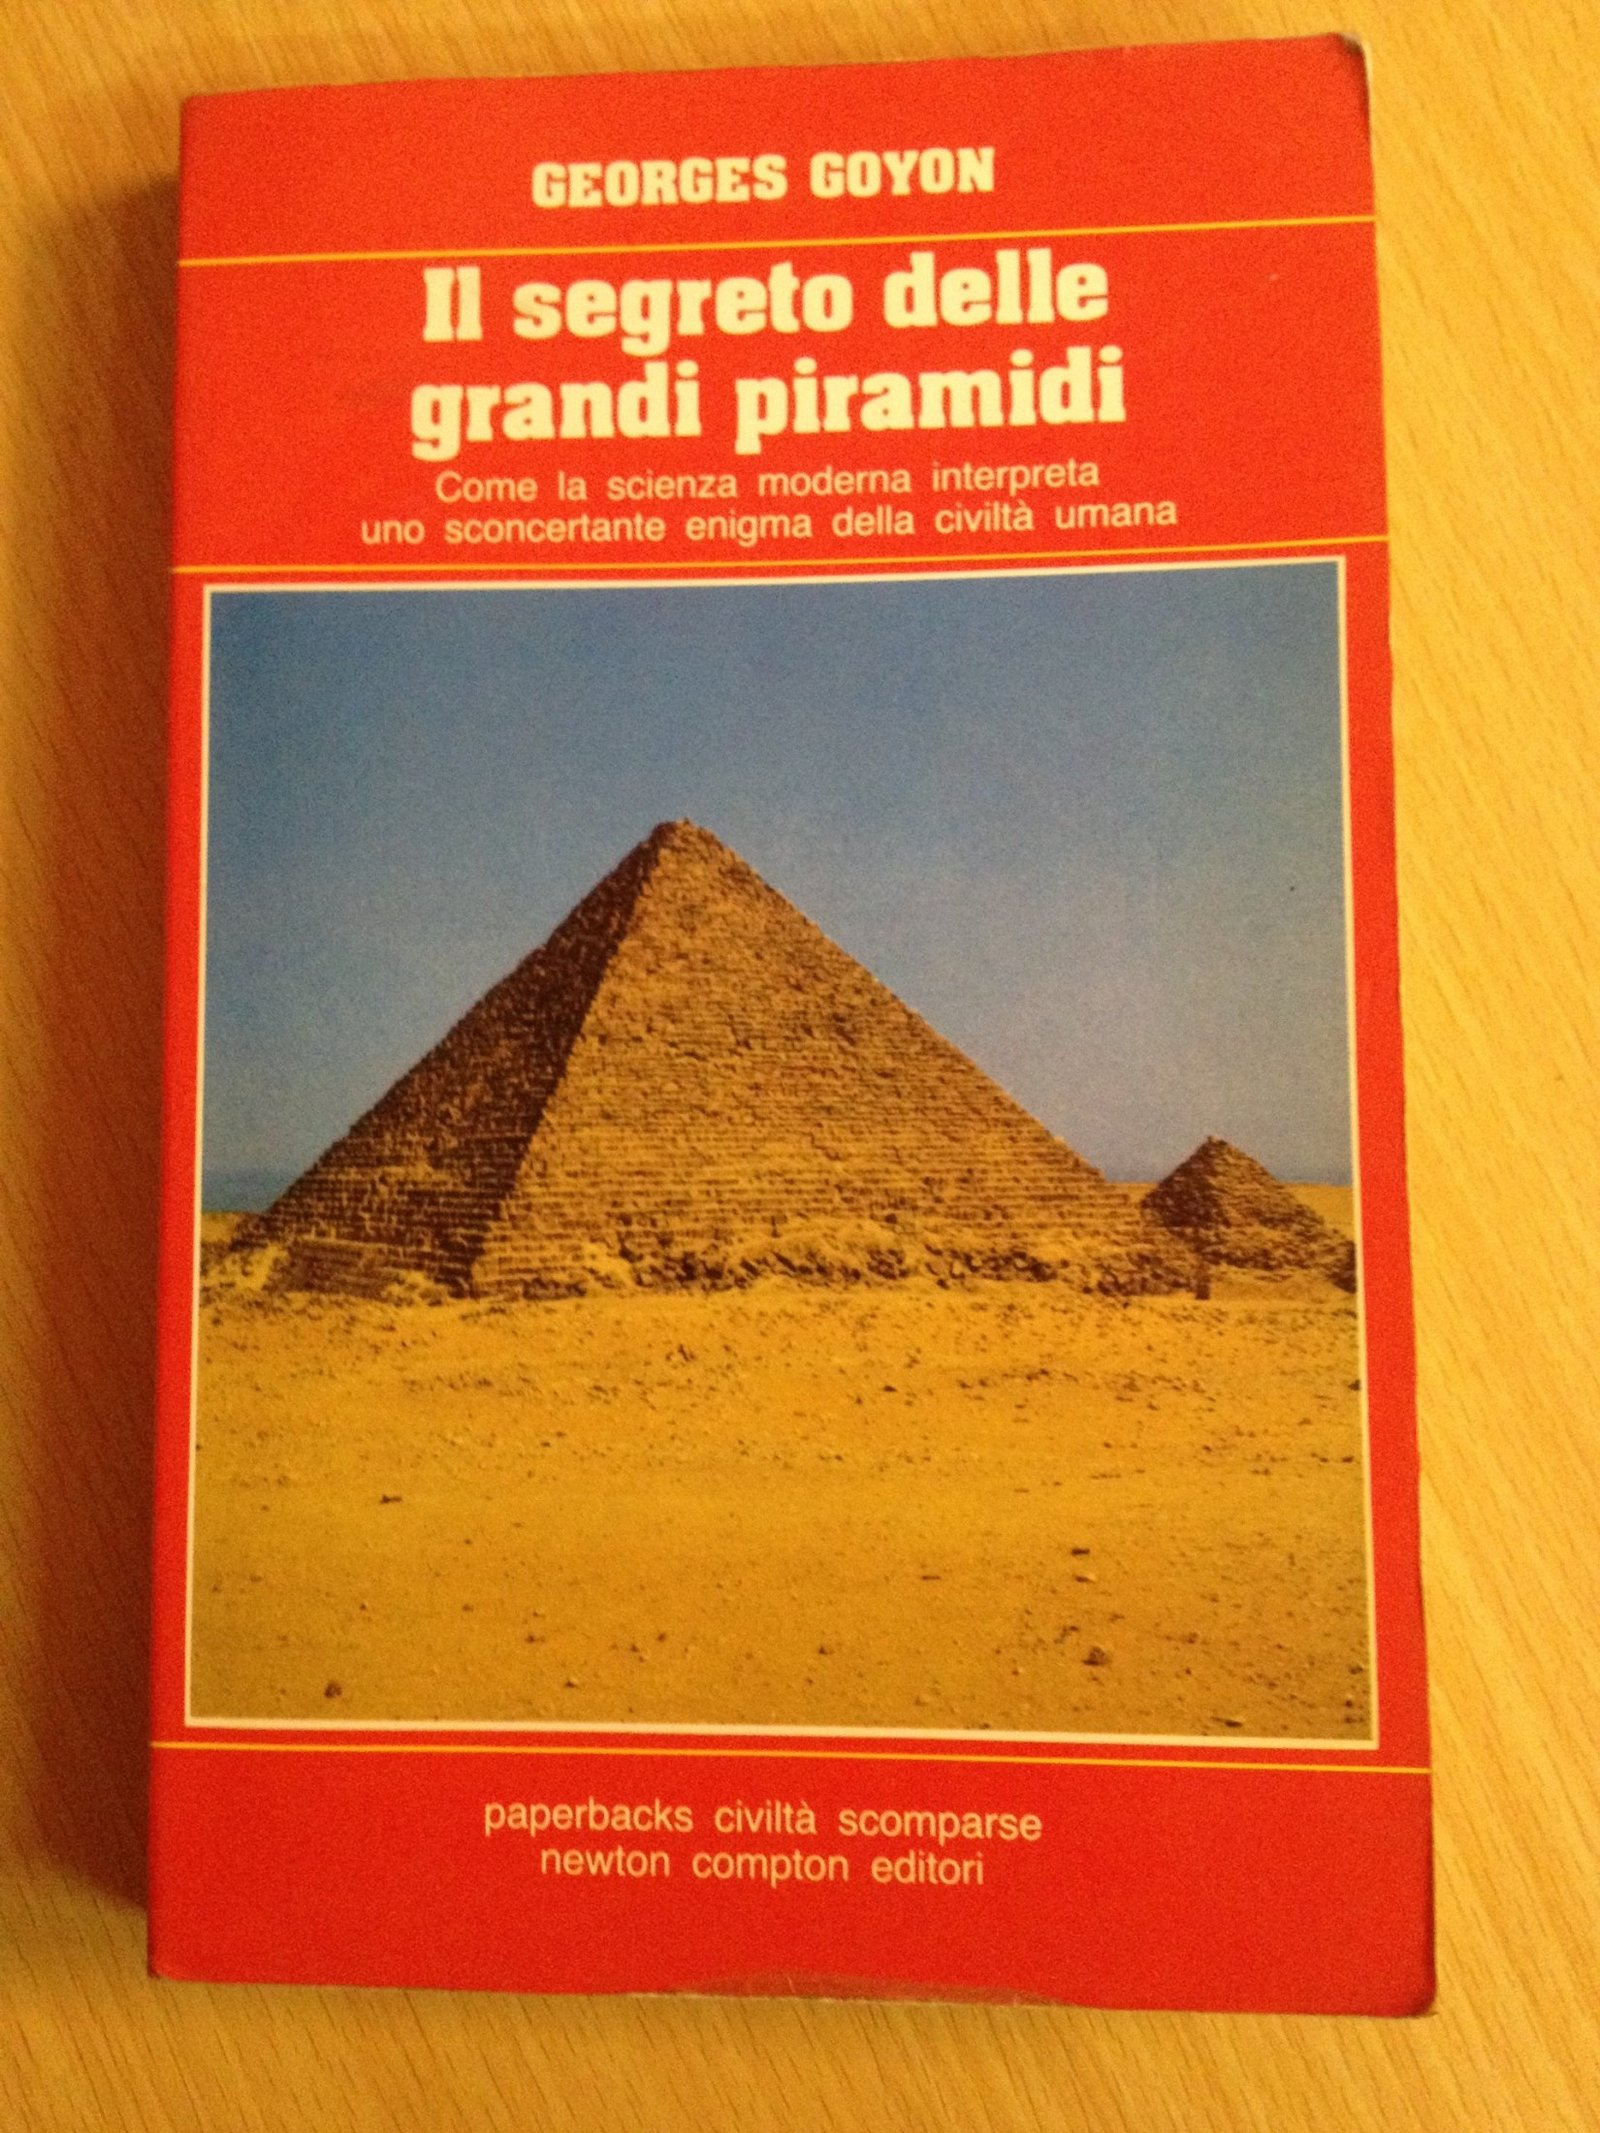 GEORGES GOYON
Il segreto delle
grandi piramidi
Come la scienza moderna interpreta
uno sconcertante enigma della civiltà umana
paperbacks civiltà scomparse
newton compton editori